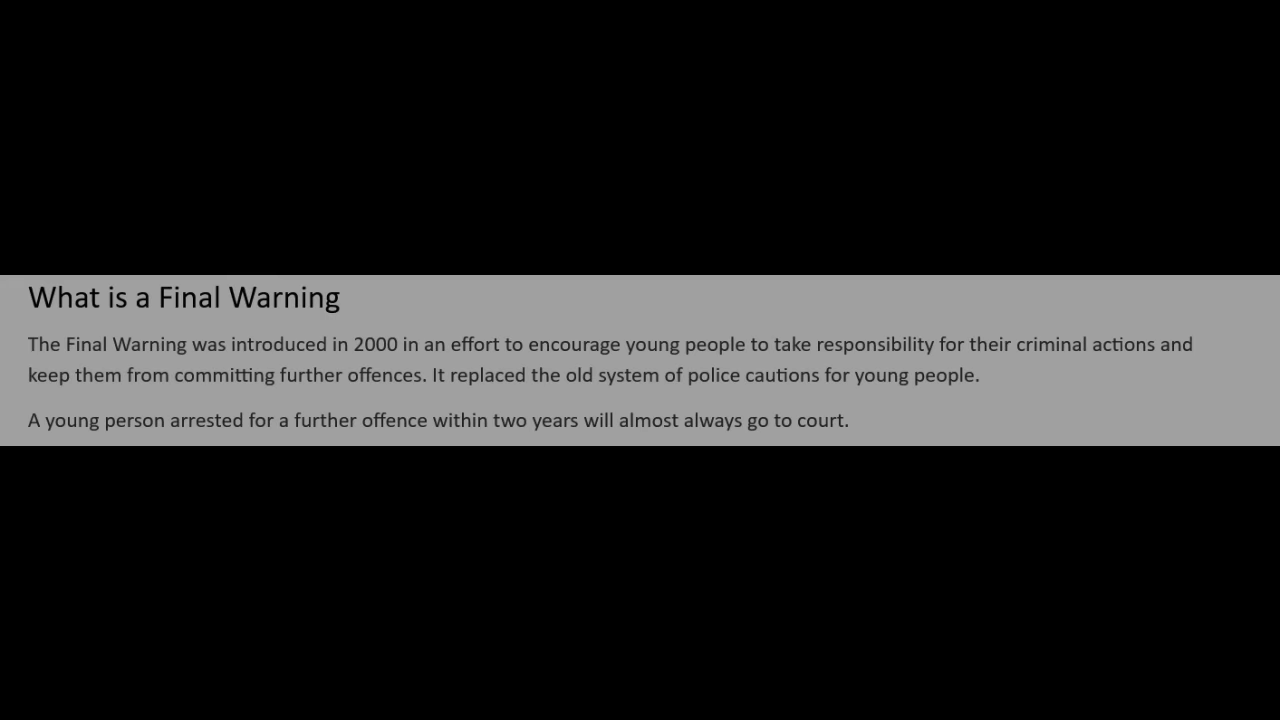 What is a Final Warning
The Final Warning was introduced in 2000 in an effort to encourage young people to take responsibility for their criminal actions and
keep them from committing further offences. It replaced the old system of police cautions for young people.
A young person arrested for a further offence within two years will almost always go to court.